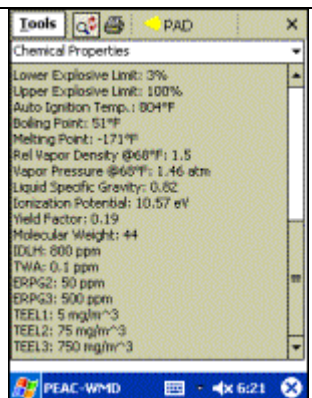 Tools PAD ×
Chemical Properties
Lower Explosive Limit: 3%
Upper Explosive Limit: 100%
Auto Ignition Temp.: 804°F
Boiling Point: 51°F
Melting Point: -171°F
Rel Vapor Density @68°F: 1.5
Vapor Pressure @68°F: 1.46 atm
Liquid Specific Gravity: 0.82
Ionization Potential: 10.57 eV
Yield Factor: 0.19
Molecular Weight: 44
IDLH: 800 ppm
TWA: 0.1 ppm
ERPG2: 50 ppm
ERPG3: 500 ppm
TEEL1: 5 mg/m^3
TEEL2: 75 mg/m^3
TEEL3: 750 mg/m^3
PEAC-WMD 6:21